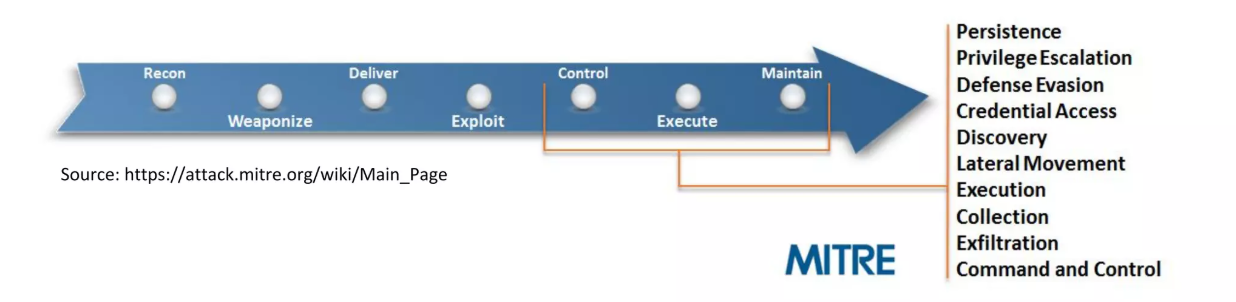 Recon
Weaponize
Deliver
Exploit
Control
Execute
Maintain
Source: https://attack.mitre.org/wiki/Main_Page
MITRE
Persistence
Privilege Escalation
Defense Evasion
Credential Access
Discovery
Lateral Movement
Execution
Collection
Exfiltration
Command and Control